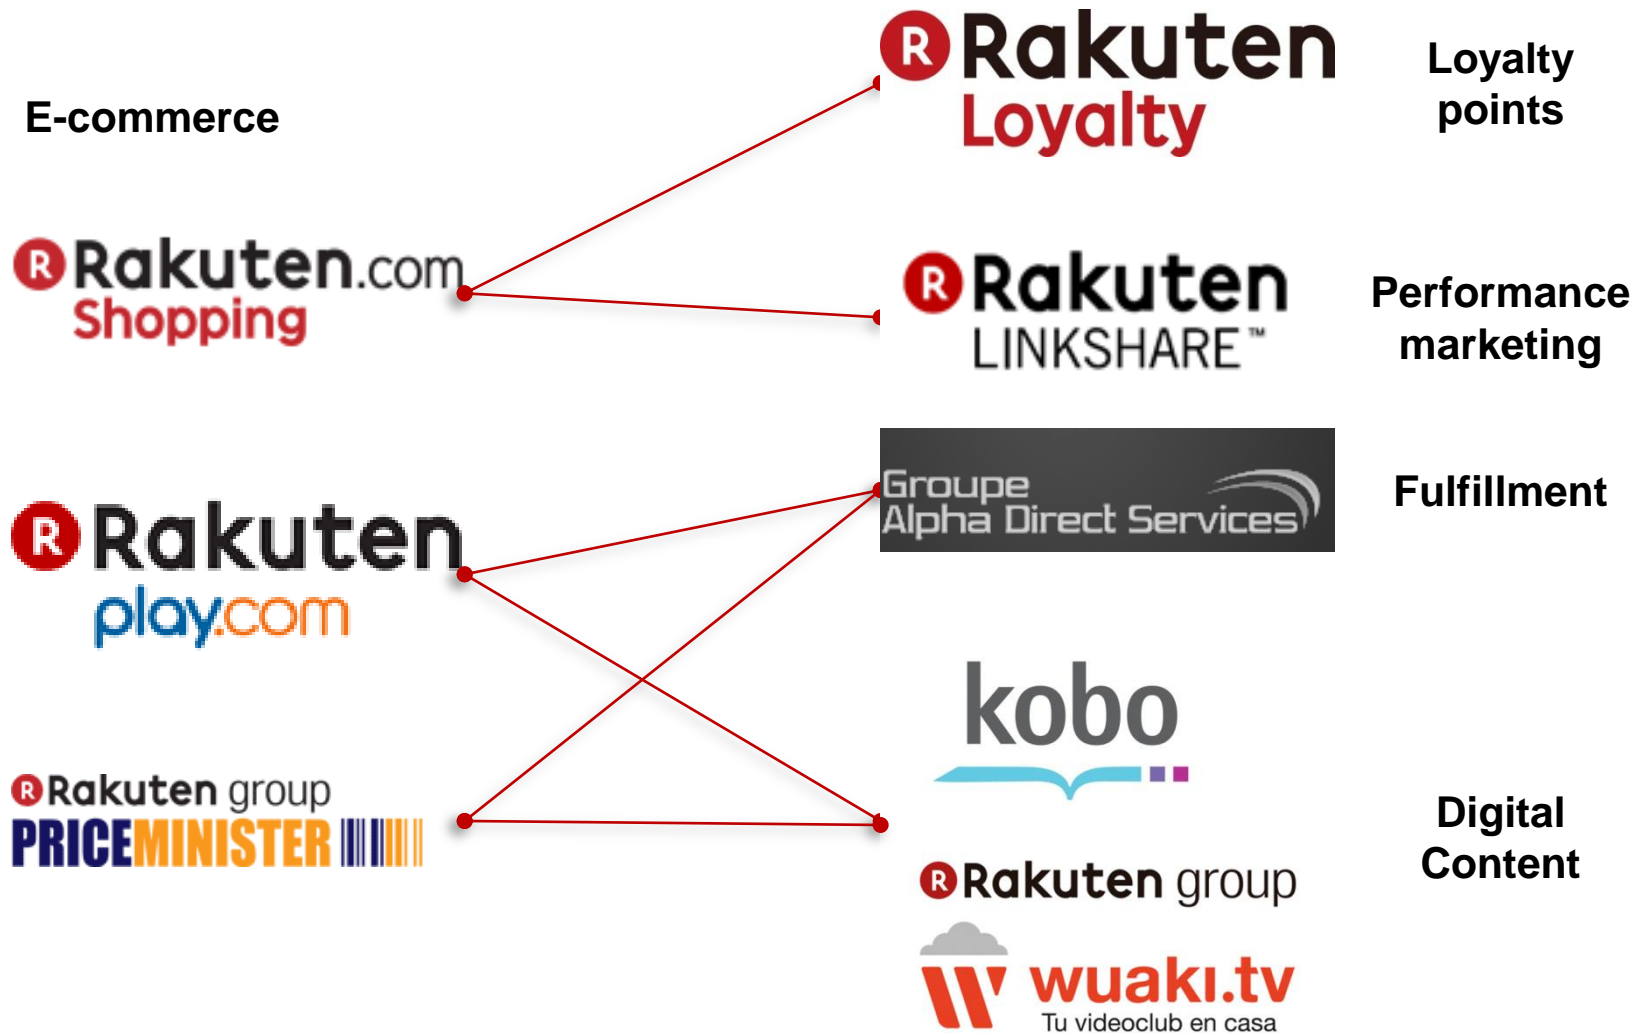 E-commerce
R Rakuten.com
Shopping
R Rakuten
play.com
R Rakuten group
PRICEMINISTER
R Rakuten
Loyalty
Loyalty
points
R Rakuten
LINKSHARE™
Performance
marketing
Groupe
Alpha Direct Services
Fulfillment
kobo
R Rakuten group
wuakı.tv
Tu videoclub en casa
Digital
Content